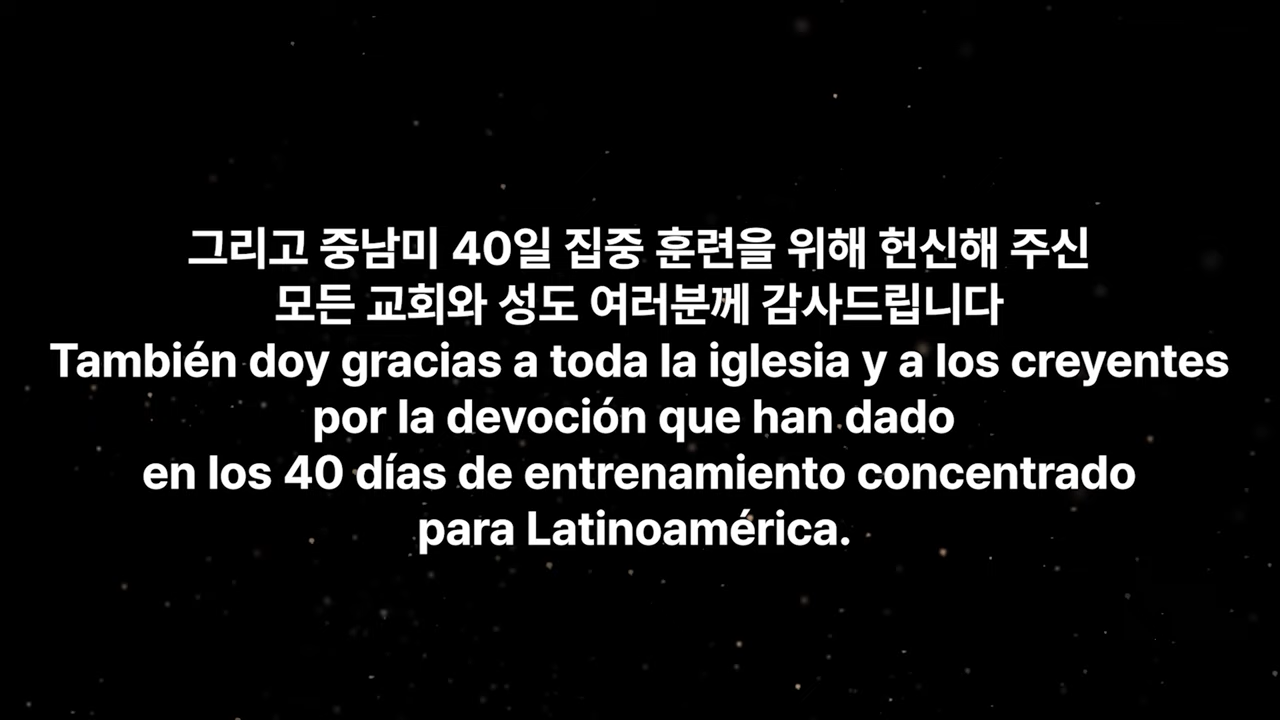 그리고 중남미 40일 집중 훈련을 위해 헌신해 주신
모든 교회와 성도 여러분께 감사드립니다
También doy gracias a toda la iglesia y a los creyentes
por la devoción que han dado
en los 40 días de entrenamiento concentrado
para Latinoamérica.